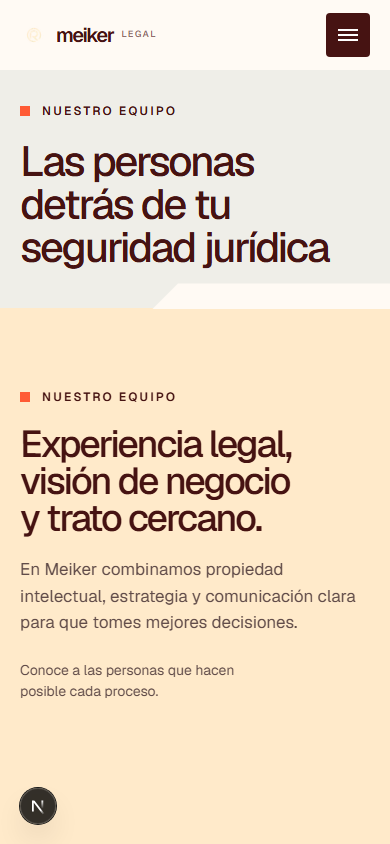 meiker LEGAL
NUESTRO EQUIPO
Las personas
detrás de tu
seguridad jurídica
NUESTRO EQUIPO
Experiencia legal,
visión de negocio
y trato cercano.
En Meiker combinamos propiedad
intelectual, estrategia y comunicación clara
para que tomes mejores decisiones.
Conoce a las personas que hacen
posible cada proceso.
N